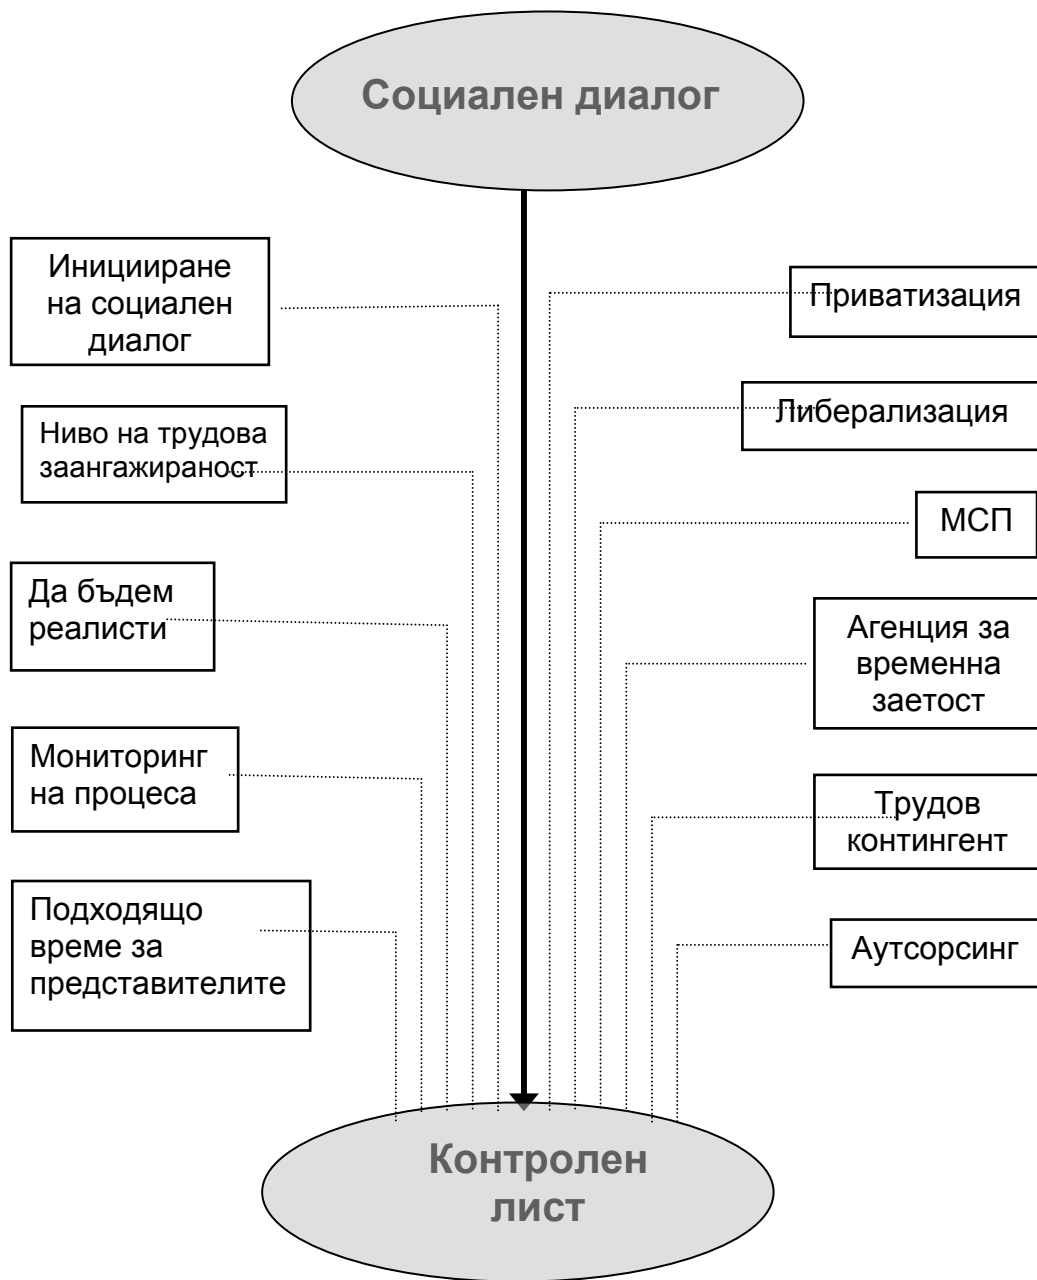 Социален диалог
Иницииране
на социален
диалог
Ниво на трудова
заангажираност
Да бъдем
реалисти
Мониторинг
на процеса
Подходящо
време за
представителите
Приватизация
Либерализация
МСП
Агенция за
временна
заетост
Трудов
контингент
Аутсорсинг
Контролен
лист